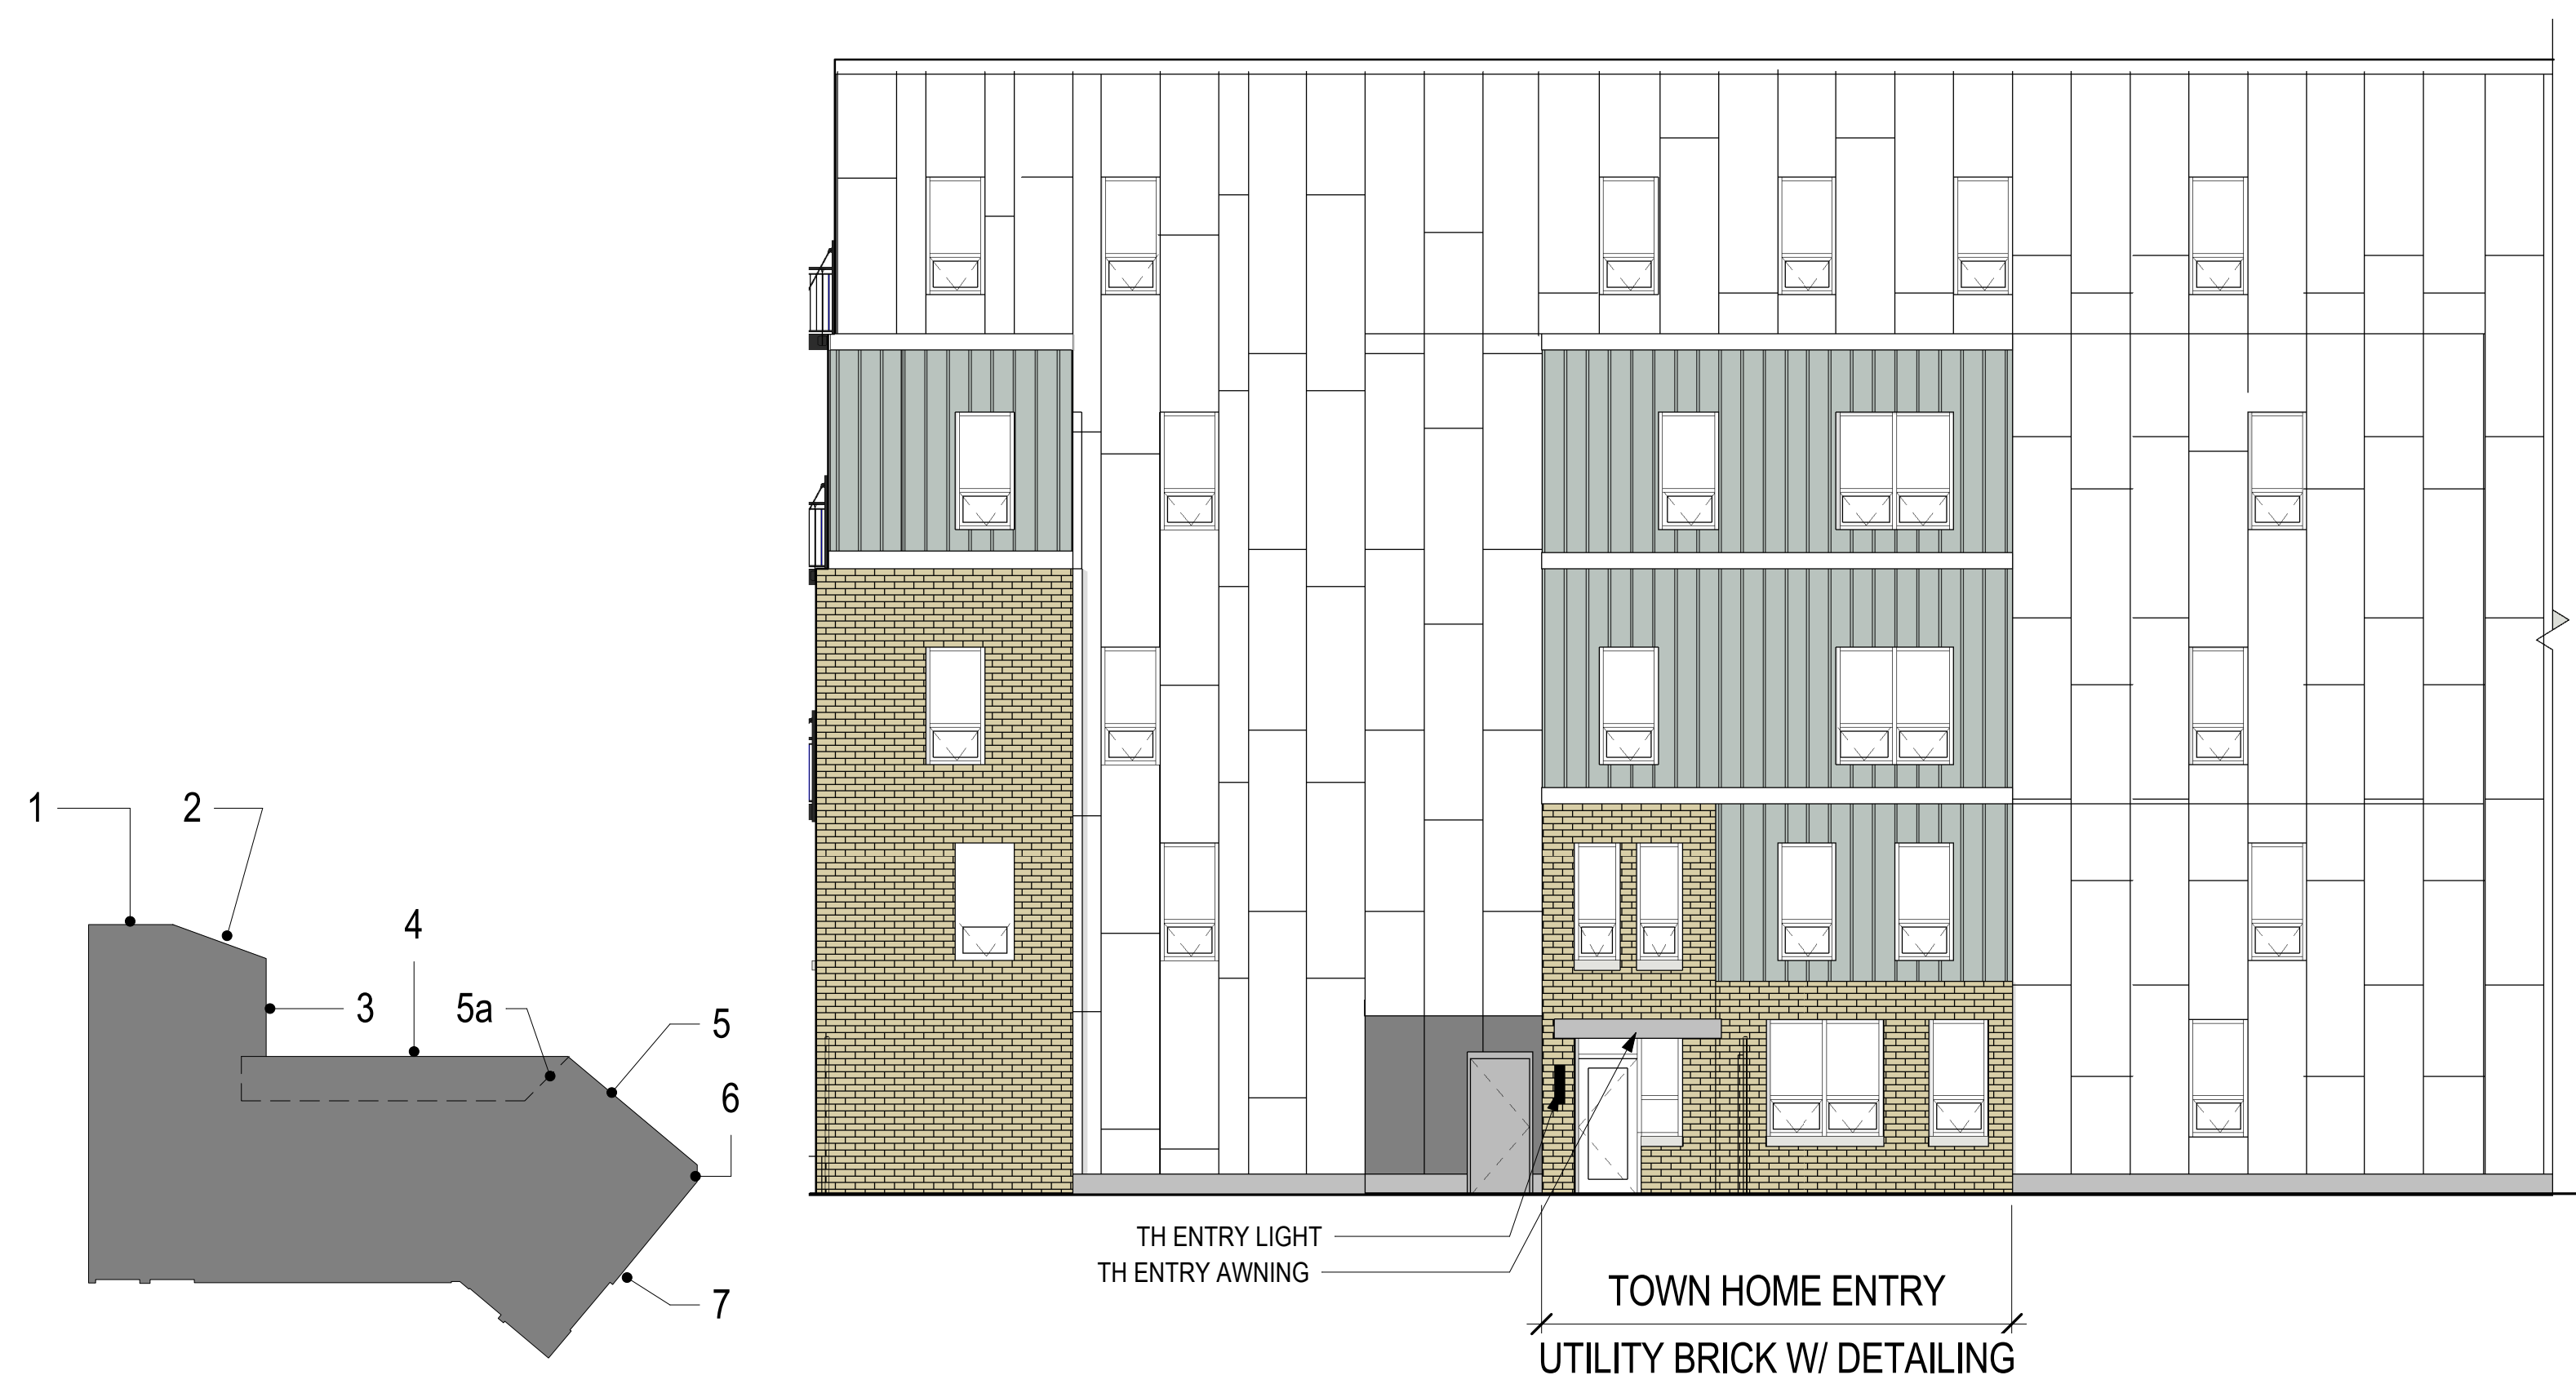 1
2
4
3
5a
5
6
7
TH ENTRY LIGHT
TH ENTRY AWNING
TOWN HOME ENTRY
UTILITY BRICK W/ DETAILING